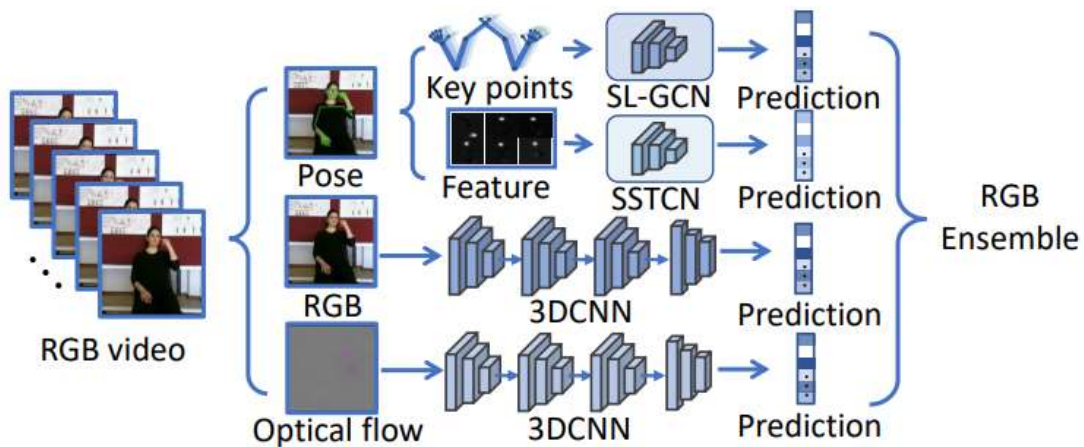 RGB video
Pose
RGB
Optical flow
Key points
Feature
SL-GCN
SSTCN
3DCNN
3DCNN
Prediction
Prediction
Prediction
Prediction
RGB
Ensemble